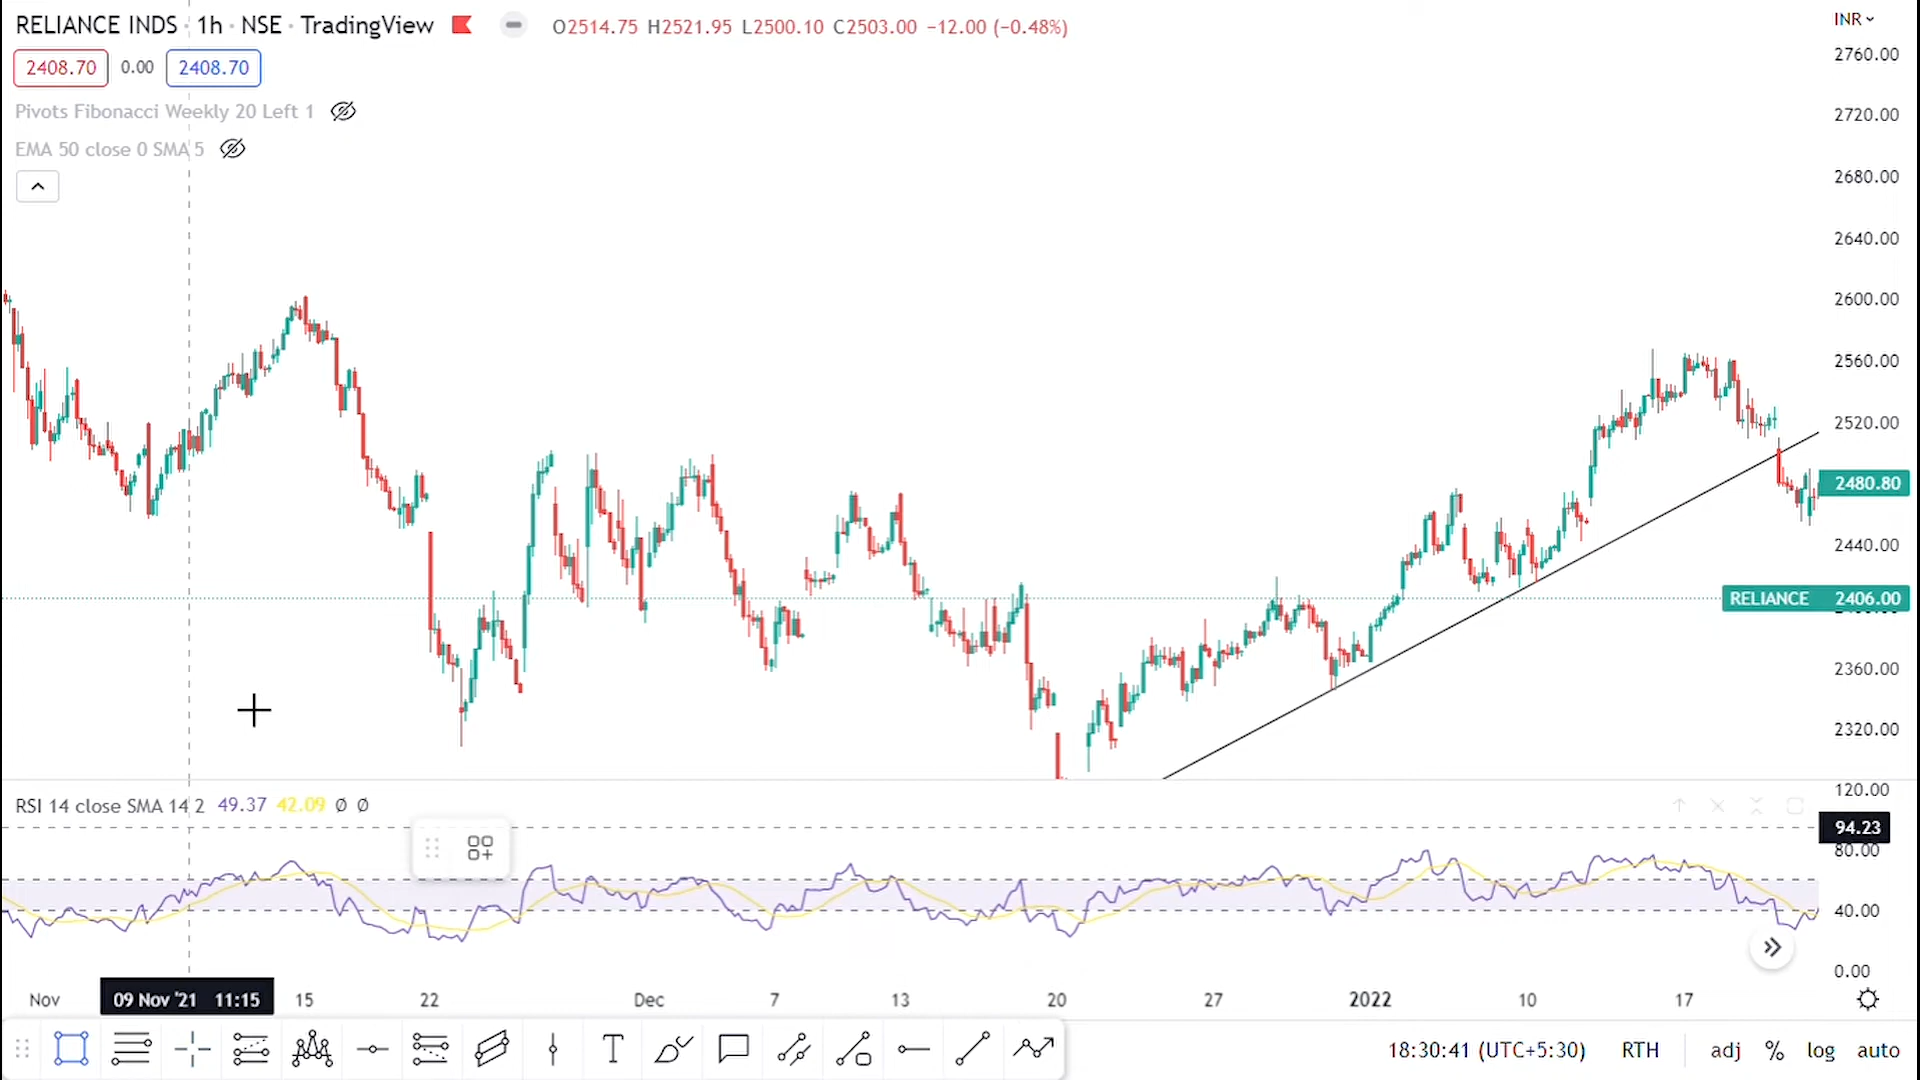 RELIANCE INDS · 1h · NSE · TradingView O2514.75 H2521.95 L2500.10 C2503.00 −12.00 (−0.48%)
INR
2408.70 0.00 2408.70
Pivots Fibonacci Weekly 20 Left 1
EMA 50 close 0 SMA 5
2760.00
2720.00
2680.00
2640.00
2600.00
2560.00
2520.00
2480.80
2440.00
RELIANCE 2406.00
2360.00
2320.00
RSI 14 close SMA 14 2 49.37 42.09 Ø Ø
120.00
94.23
80.00
40.00
0.00
Nov 09 Nov '21 11:15 15 22 Dec 7 13 20 27 2022 10 17
T 18:30:41 (UTC+5:30) RTH adj % log auto